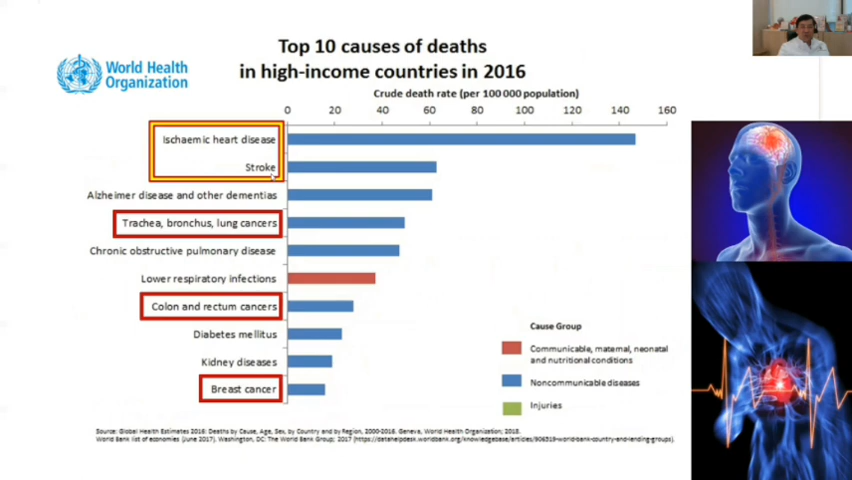 Top 10 causes of deaths
in high-income countries in 2016
World Health
Organization
Crude death rate (per 100 000 population)
0 20 40 60 80 100 120 140 160
Ischaemic heart disease
Stroke
Alzheimer disease and other dementias
Trachea, bronchus, lung cancers
Chronic obstructive pulmonary disease
Lower respiratory infections
Colon and rectum cancers
Diabetes mellitus
Kidney diseases
Breast cancer
Cause Group
Communicable, maternal, neonatal
and nutritional conditions
Noncommunicable diseases
Injuries
Source: Global Health Estimates 2016: Deaths by Cause, Age, Sex, by Country and by Region, 2000-2016. Geneva, World Health Organization; 2018.
World Bank list of economies (June 2017). Washington, DC: The World Bank Group; 2017 (https://datahelpdesk.worldbank.org/knowledgebase/articles/906519-world-bank-country-and-lending-groups).